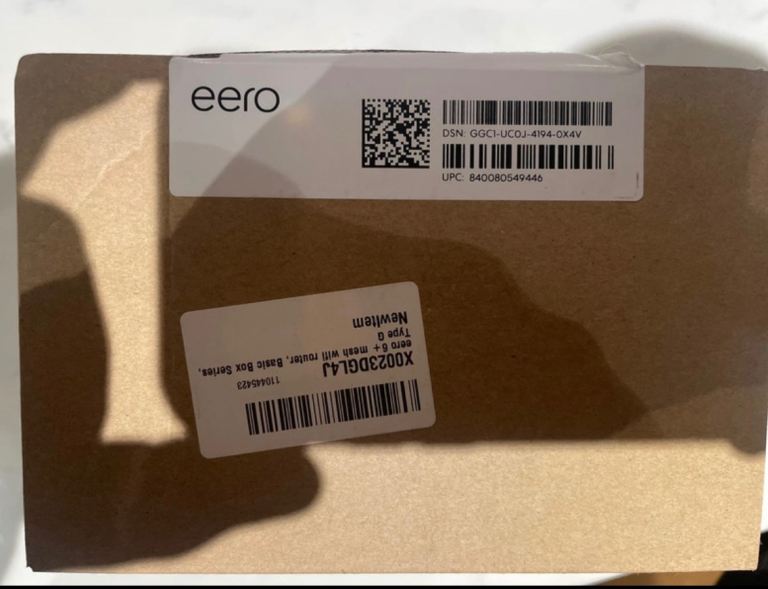 eero
DSN: GGC1-UC0J-4194-0X4V
UPC: 840080549446
X0023DGL4J
110445423
eero 6+ mesh wifi router, Basic Box Series,
Type G
NewItem